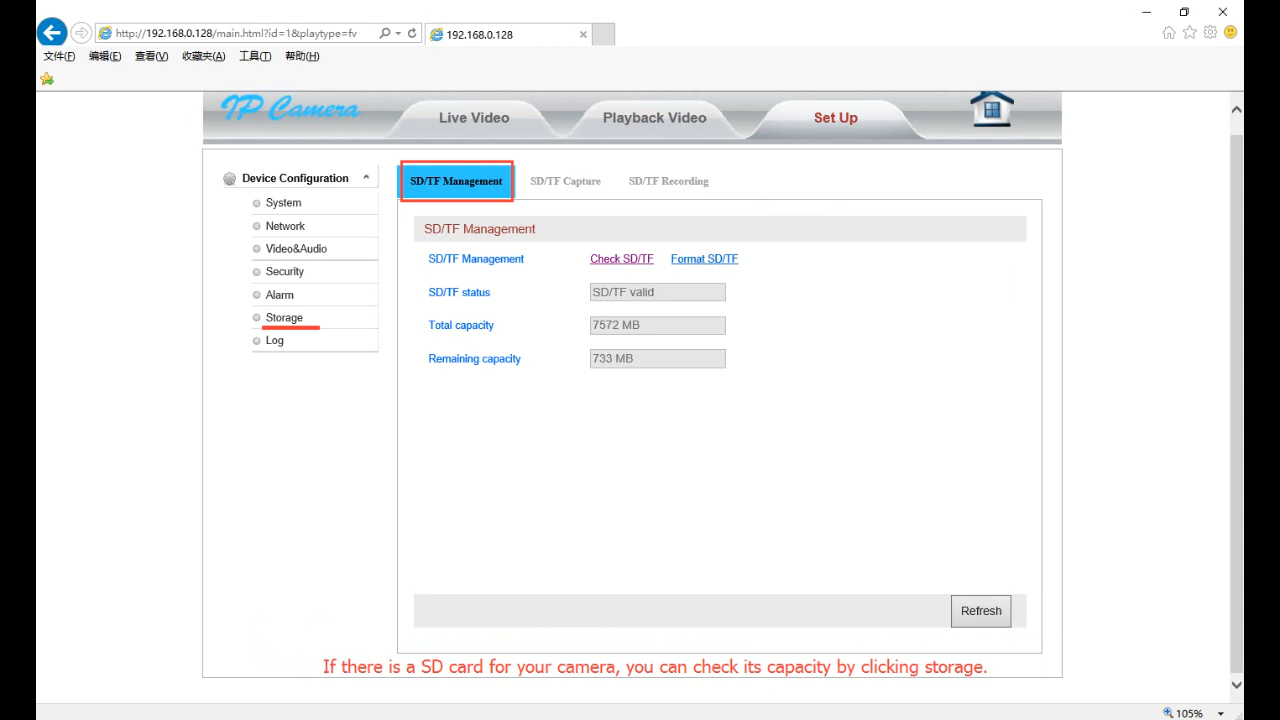 http://192.168.0.128/main.html?id=1&playtype=fv
192.168.0.128
文件(F) 编辑(E) 查看(V) 收藏夹(A) 工具(T) 帮助(H)
IP Camera
Live Video
Playback Video
Set Up
Device Configuration
System
Network
Video&Audio
Security
Alarm
Storage
Log
SD/TF Management
SD/TF Capture
SD/TF Recording
SD/TF Management
SD/TF Management Check SD/TF Format SD/TF
SD/TF status SD/TF valid
Total capacity 7572 MB
Remaining capacity 733 MB
Refresh
If there is a SD card for your camera, you can check its capacity by clicking storage.
105%